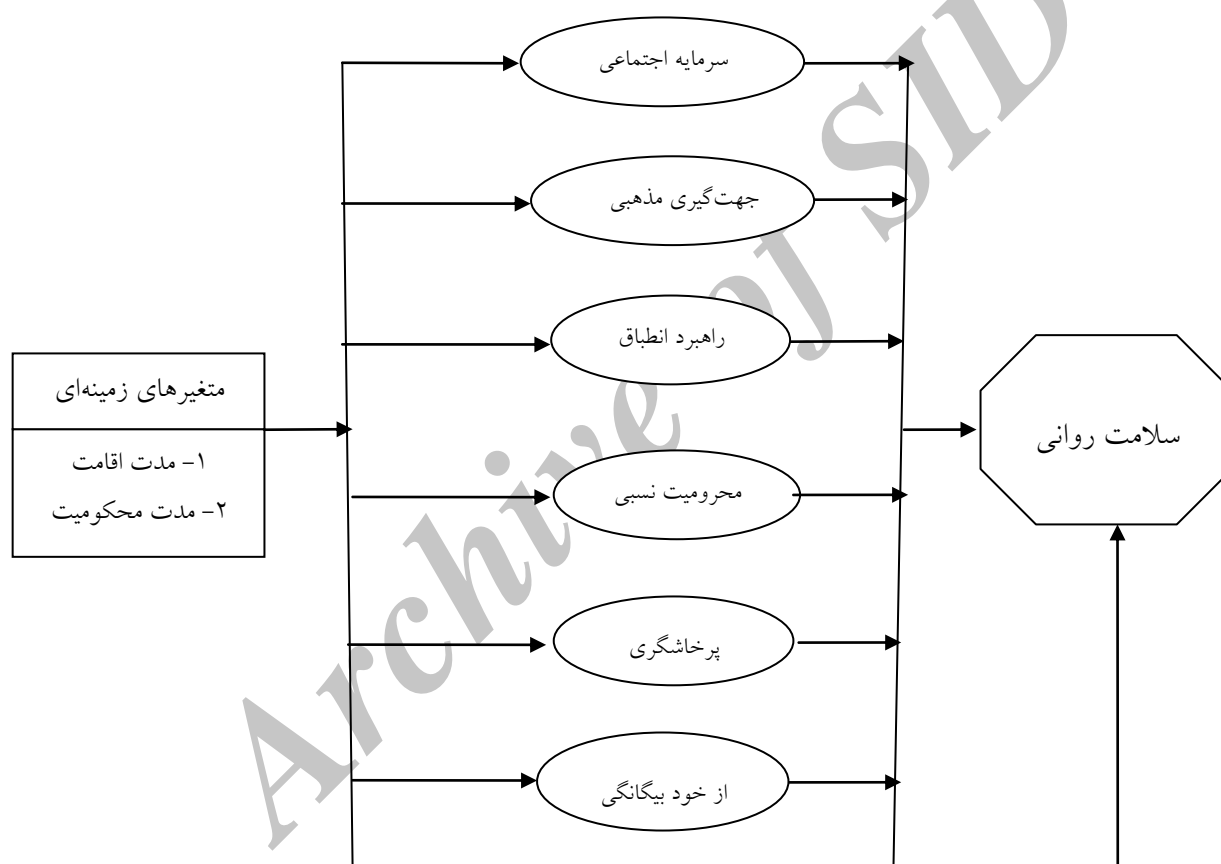 سرمایه اجتماعی
جهت‌گیری مذهبی
راهبرد انطباق
متغیرهای زمینه‌ای
۱- مدت اقامت
۲- مدت محکومیت
سلامت روانی
محرومیت نسبی
پرخاشگری
از خود بیگانگی
Archive of SID